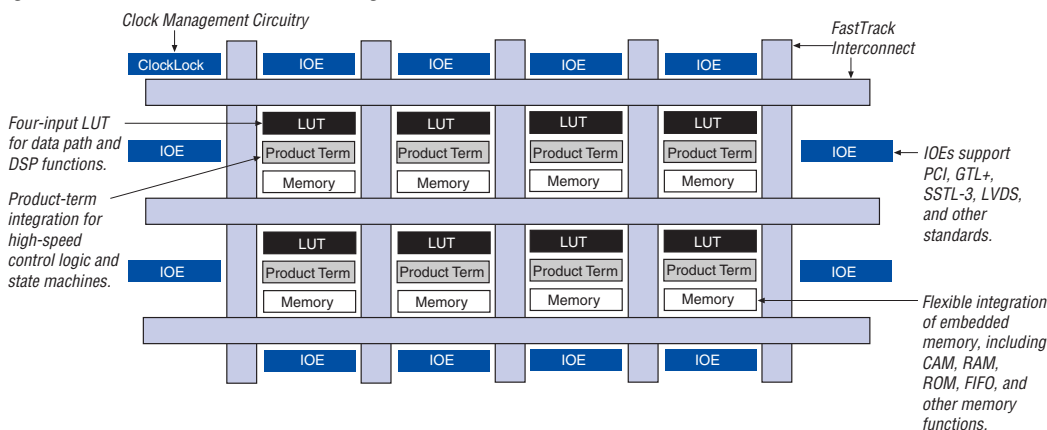 Clock Management Circuitry
FastTrack
Interconnect
ClockLock
IOE
IOE
IOE
IOE
Four-input LUT
for data path and
DSP functions.
LUT
LUT
LUT
LUT
IOE
Product Term
Product Term
Product Term
Product Term
IOE
IOEs support
PCI, GTL+,
SSTL-3, LVDS,
and other
standards.
Memory
Memory
Memory
Memory
Product-term
integration for
high-speed
control logic and
state machines.
LUT
LUT
LUT
LUT
IOE
Product Term
Product Term
Product Term
Product Term
IOE
Memory
Memory
Memory
Memory
Flexible integration
of embedded
memory, including
CAM, RAM,
ROM, FIFO, and
other memory
functions.
IOE
IOE
IOE
IOE